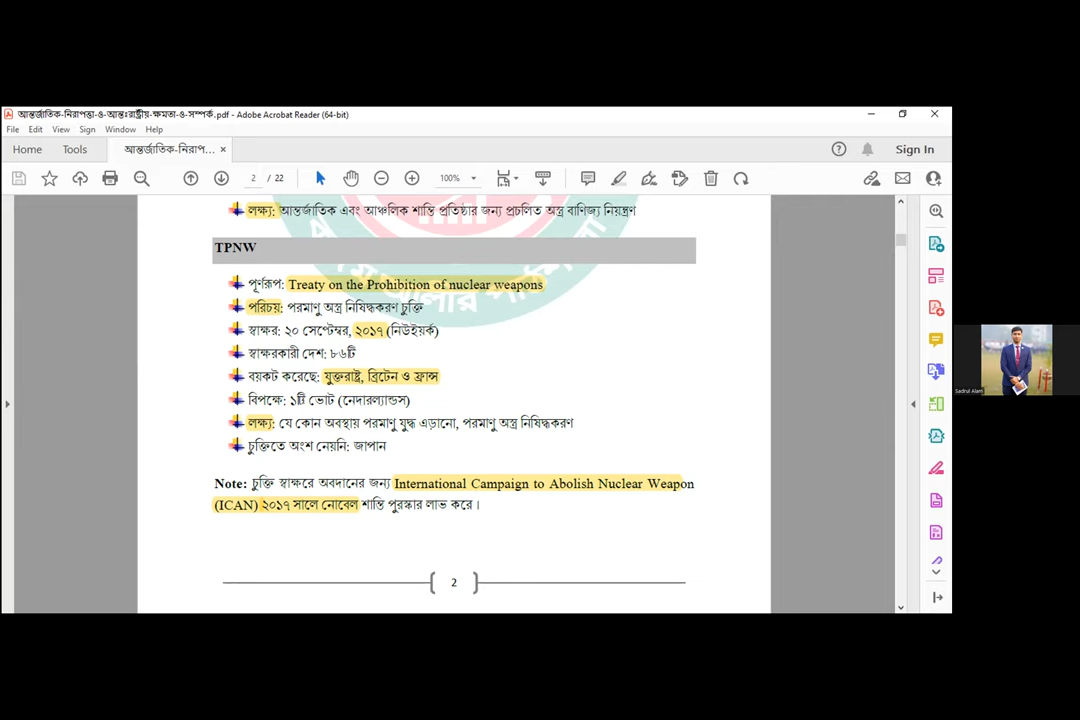 আন্তর্জাতিক-নিরাপত্তা-ও-আন্তঃরাষ্ট্রীয়-ক্ষমতা-ও-সম্পর্ক.pdf - Adobe Acrobat Reader (64-bit)
File Edit View Sign Window Help
Home Tools আন্তর্জাতিক-নিরাপ... × Sign In
2 / 22 100%
লক্ষ্য: আন্তর্জাতিক এবং আঞ্চলিক শান্তি প্রতিষ্ঠার জন্য প্রচলিত অস্ত্র বাণিজ্য নিয়ন্ত্রণ
TPNW
পূর্ণরূপ: Treaty on the Prohibition of nuclear weapons
পরিচয়: পরমাণু অস্ত্র নিষিদ্ধকরণ চুক্তি
স্বাক্ষর: ২০ সেপ্টেম্বর, ২০১৭ (নিউইয়র্ক)
স্বাক্ষরকারী দেশ: ৮৬টি
বয়কট করেছে: যুক্তরাষ্ট্র, ব্রিটেন ও ফ্রান্স
বিপক্ষে: ১টি ভোট (নেদারল্যান্ডস)
লক্ষ্য: যে কোন অবস্থায় পরমাণু যুদ্ধ এড়ানো, পরমাণু অস্ত্র নিষিদ্ধকরণ
চুক্তিতে অংশ নেয়নি: জাপান
Note: চুক্তি স্বাক্ষরে অবদানের জন্য International Campaign to Abolish Nuclear Weapon
(ICAN) ২০১৭ সালে নোবেল শান্তি পুরস্কার লাভ করে।
2
Sadrul Alam